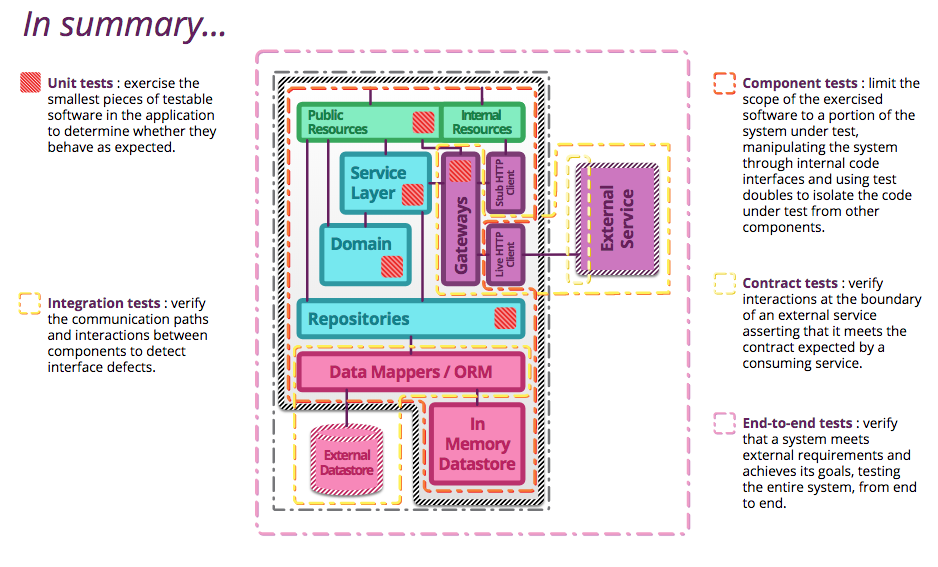 In summary...
Unit tests : exercise the
smallest pieces of testable
software in the application
to determine whether they
behave as expected.
Integration tests : verify
the communication paths
and interactions between
components to detect
interface defects.
Public
Resources
Internal
Resources
Service
Layer
Domain
Gateways
Stub HTTP
Client
Live HTTP
Client
External
Service
Repositories
Data Mappers / ORM
External
Datastore
In
Memory
Datastore
Component tests : limit the
scope of the exercised
software to a portion of the
system under test,
manipulating the system
through internal code
interfaces and using test
doubles to isolate the code
under test from other
components.
Contract tests : verify
interactions at the boundary
of an external service
asserting that it meets the
contract expected by a
consuming service.
End-to-end tests : verify
that a system meets
external requirements and
achieves its goals, testing
the entire system, from end
to end.